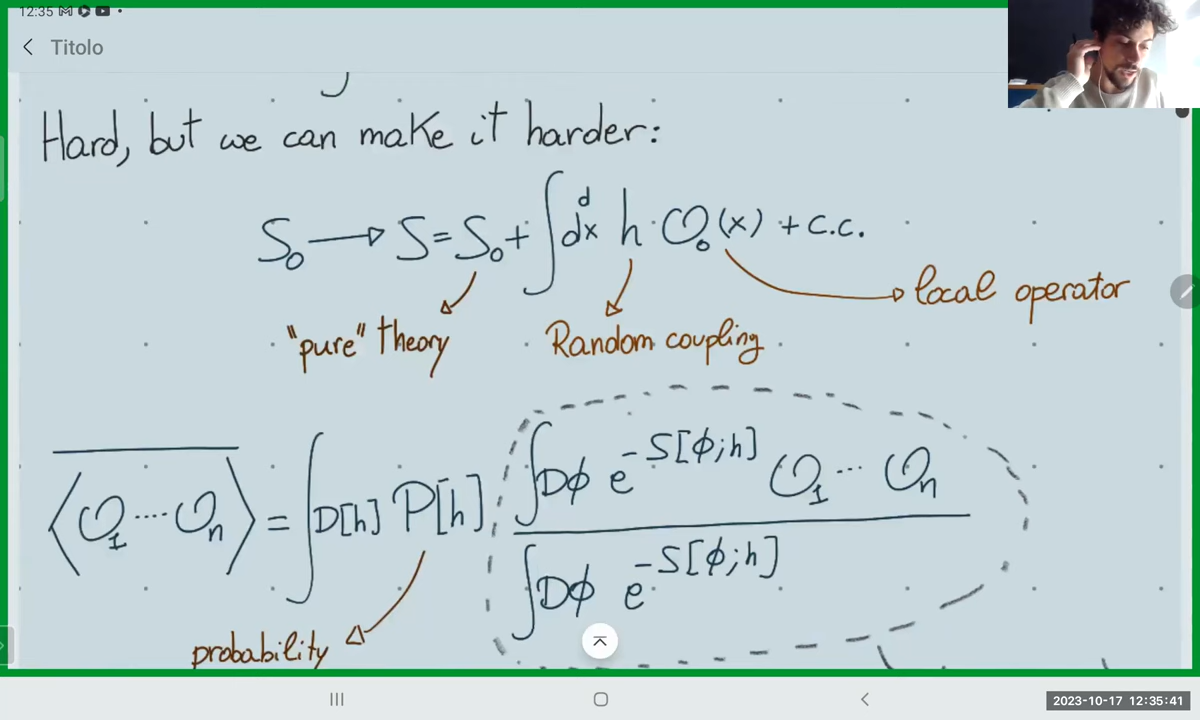 12:35
Titolo
Hard, but we can make it harder:
S₀ → S = S₀ + ∫dᵈx h 𝒪₀(x) + c.c.
"pure" theory
Random coupling
local operator
⟨𝒪₁ ⋯ 𝒪ₙ⟩ = ∫D[h] P[h] ∫Dϕ e^{-S[ϕ;h]} 𝒪₁ ⋯ 𝒪ₙ / ∫Dϕ e^{-S[ϕ;h]}
probability
2023-10-17 12:35:41